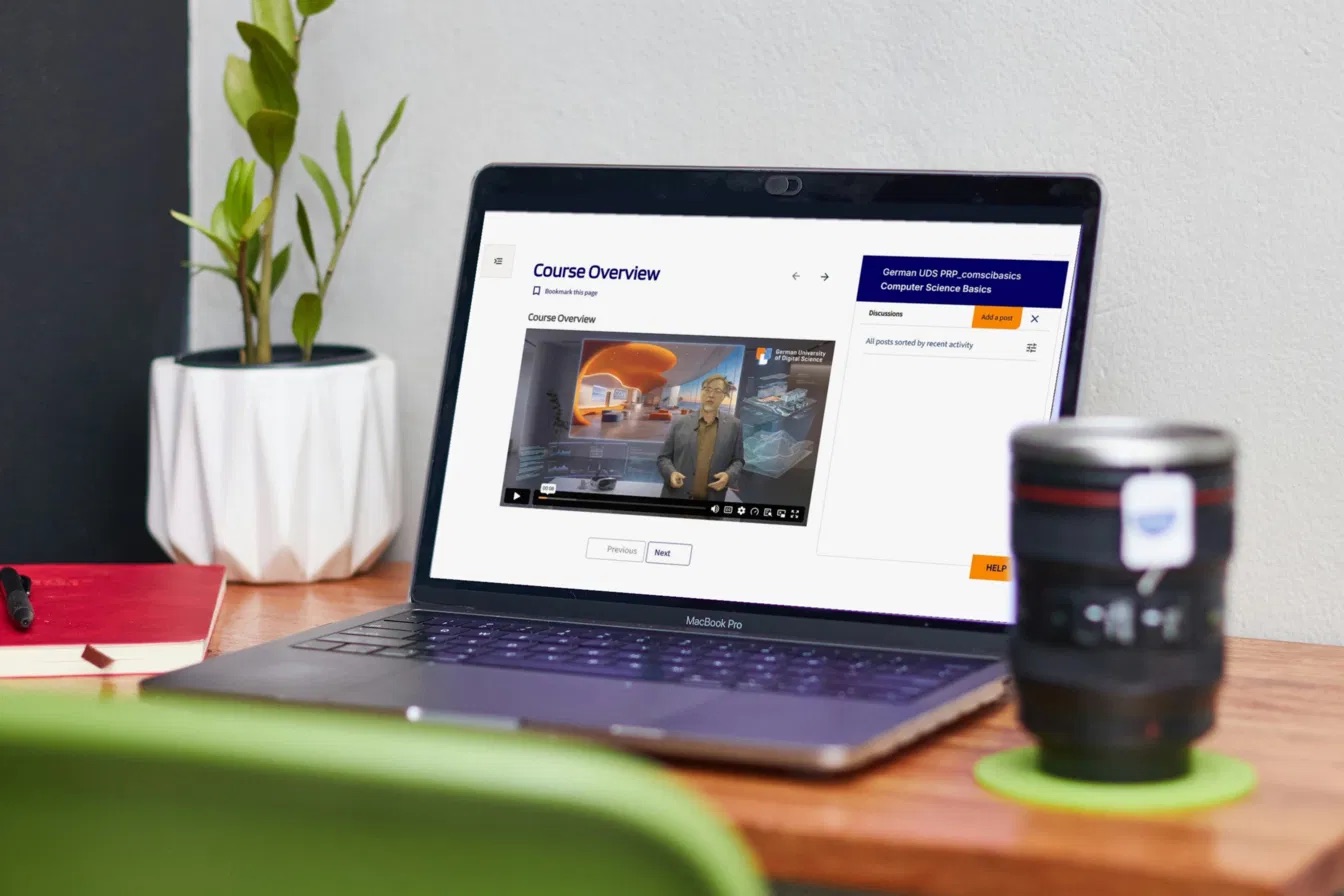 Course Overview
Bookmark this page
Course Overview
German University
of Digital Science
00:08
Previous
Next
German UDS PRP_comscibasics
Computer Science Basics
Discussions
Add a post
All posts sorted by recent activity
HELP
MacBook Pro